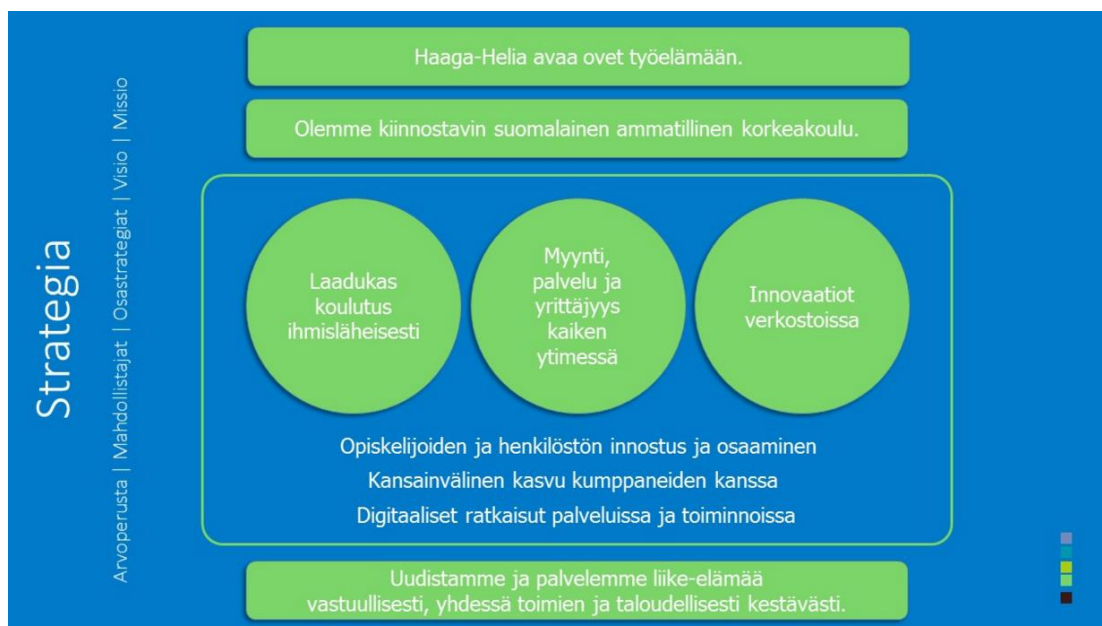 Strategia
Arvoperusta | Mahdollistajat | Osastrategiat | Visio | Missio
Haaga-Helia avaa ovet työelämään.
Olemme kiinnostavin suomalainen ammatillinen korkeakoulu.
Laadukas
koulutus
ihmisläheisesti
Myynti,
palvelu ja
yrittäjyys
kaiken
ytimessä
Innovaatiot
verkostoissa
Opiskelijoiden ja henkilöstön innostus ja osaaminen
Kansainvälinen kasvu kumppaneiden kanssa
Digitaaliset ratkaisut palveluissa ja toiminnoissa
Uudistamme ja palvelemme liike-elämää
vastuullisesti, yhdessä toimien ja taloudellisesti kestävästi.